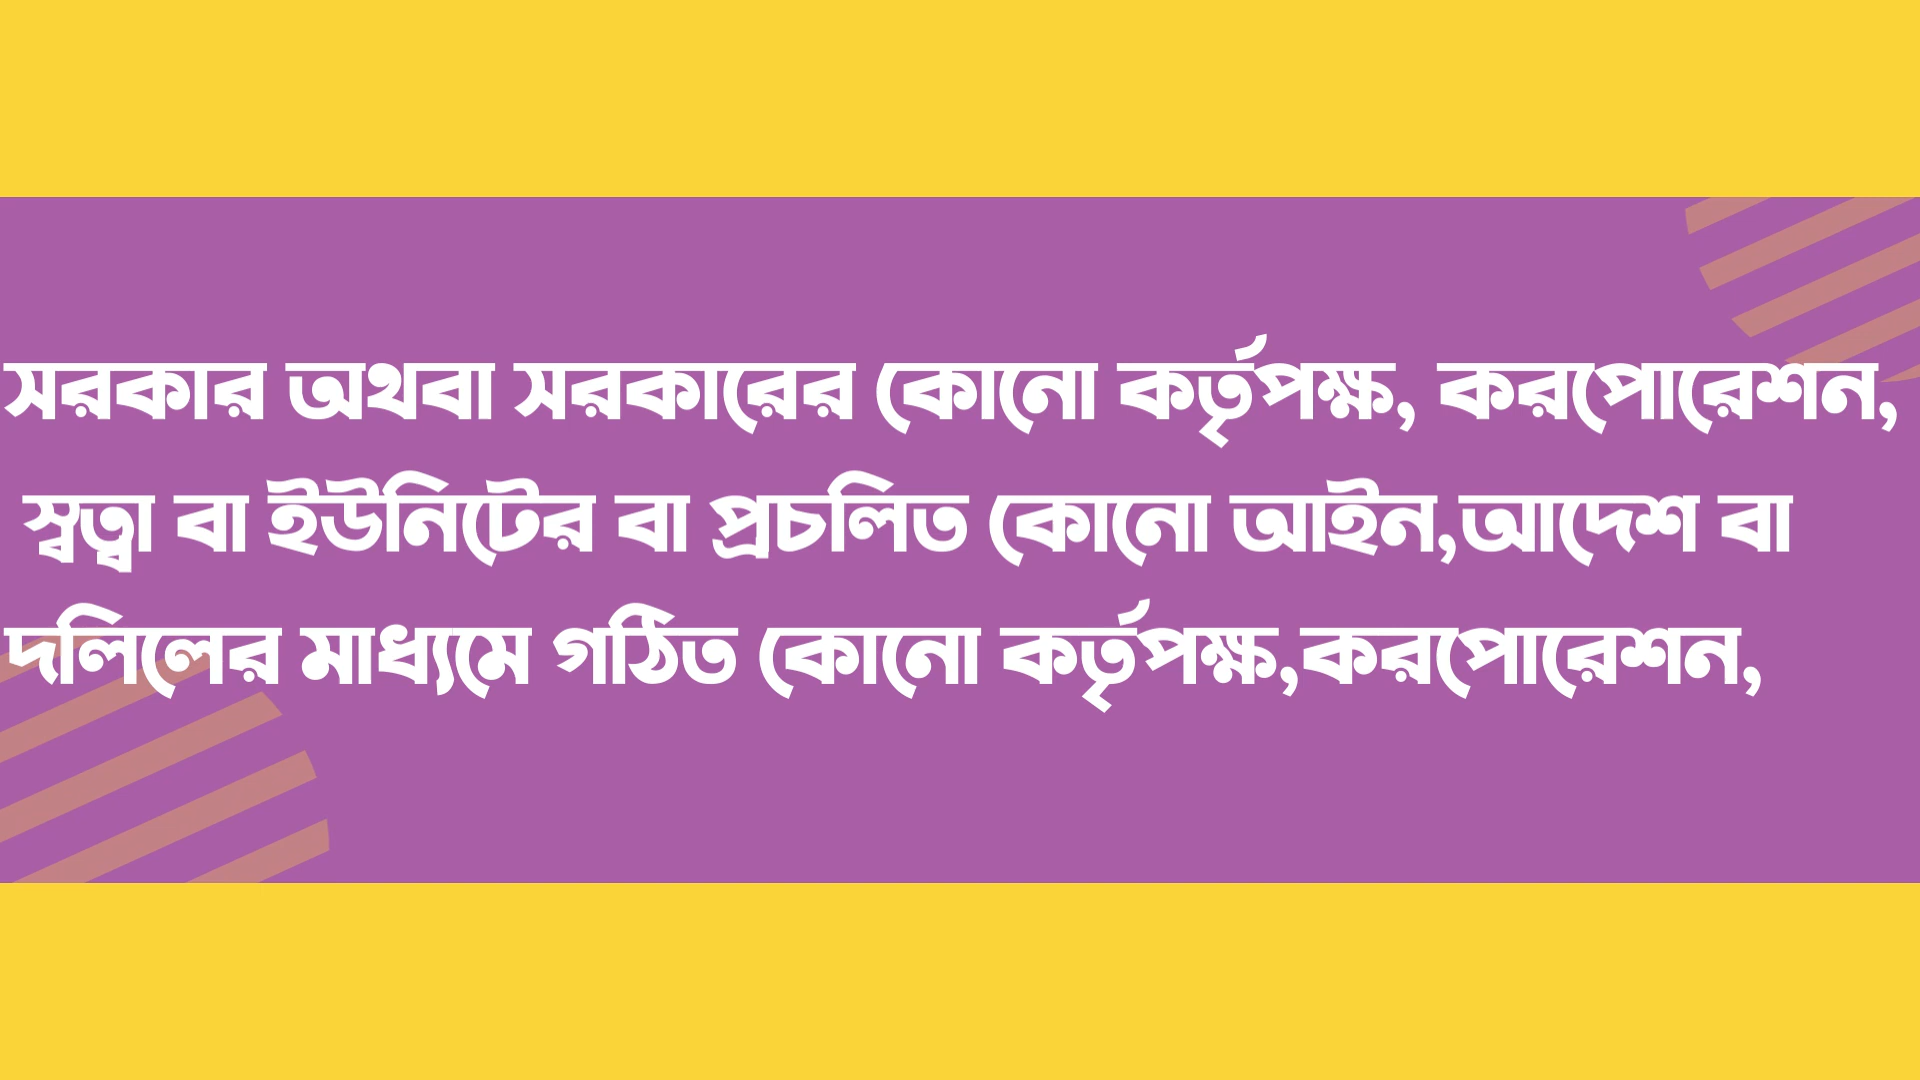 সরকার অথবা সরকারের কোনো কর্তৃপক্ষ, করপোরেশন,
স্বত্বা বা ইউনিটের বা প্রচলিত কোনো আইন,আদেশ বা
দলিলের মাধ্যমে গঠিত কোনো কর্তৃপক্ষ,করপোরেশন,